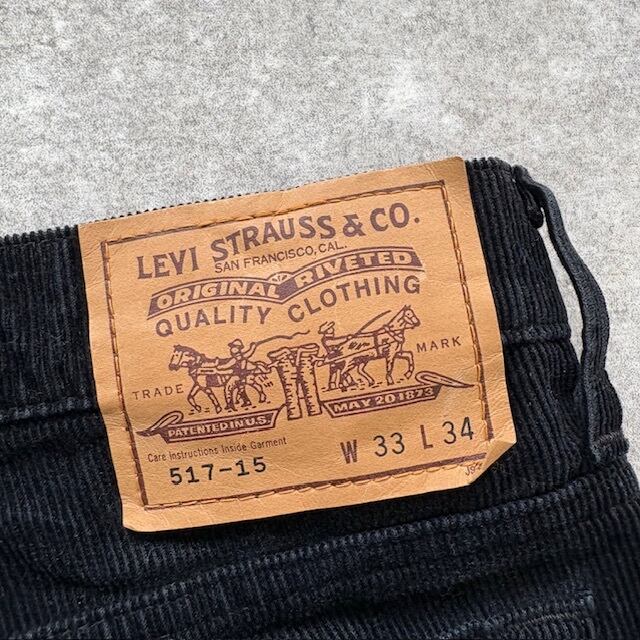 LEVI STRAUSS & CO.
SAN FRANCISCO, CAL.
ORIGINAL RIVETED
QUALITY CLOTHING
TRADE MARK
PATENTED IN U.S. MAY 20 1873
Care Instructions Inside Garment
517-15 W 33 L 34